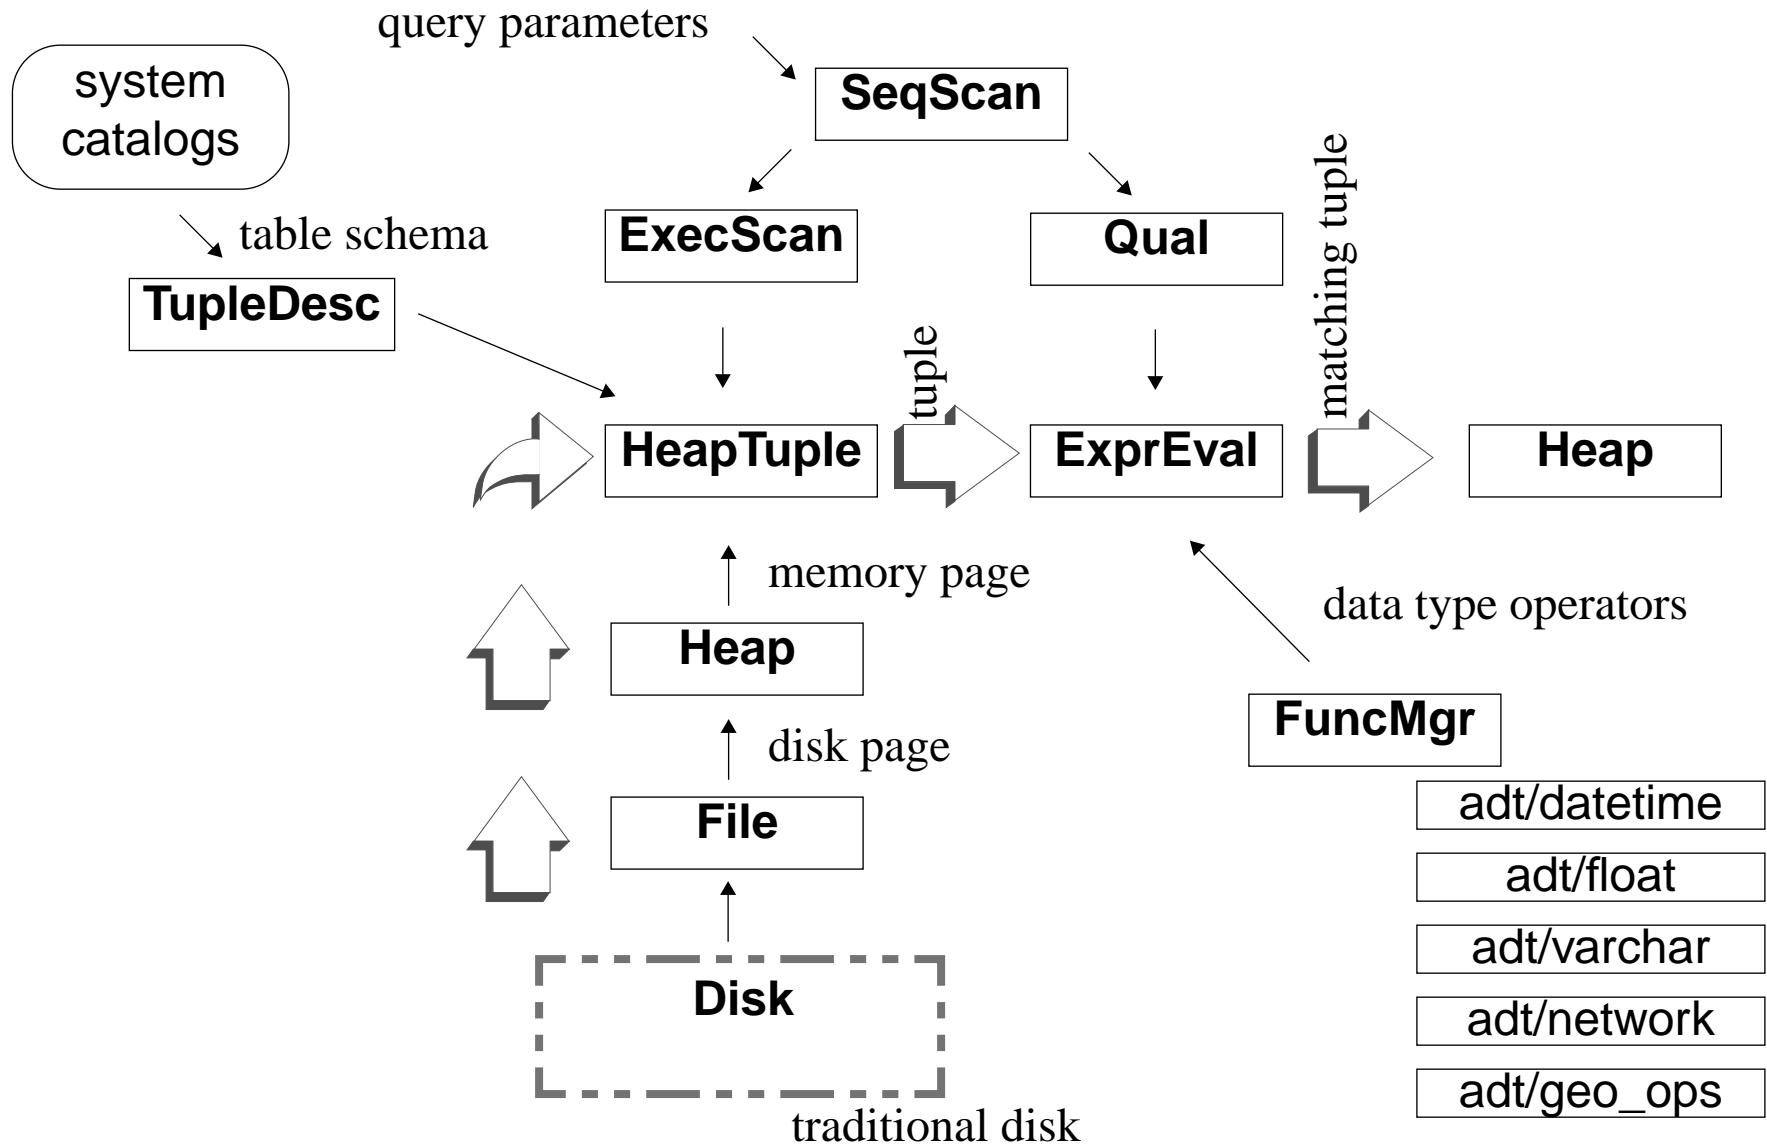 query parameters
system
catalogs
SeqScan
table schema
ExecScan
Qual
matching tuple
TupleDesc
tuple
HeapTuple
ExprEval
Heap
memory page
data type operators
Heap
FuncMgr
disk page
File
adt/datetime
adt/float
adt/varchar
Disk
adt/network
adt/geo_ops
traditional disk